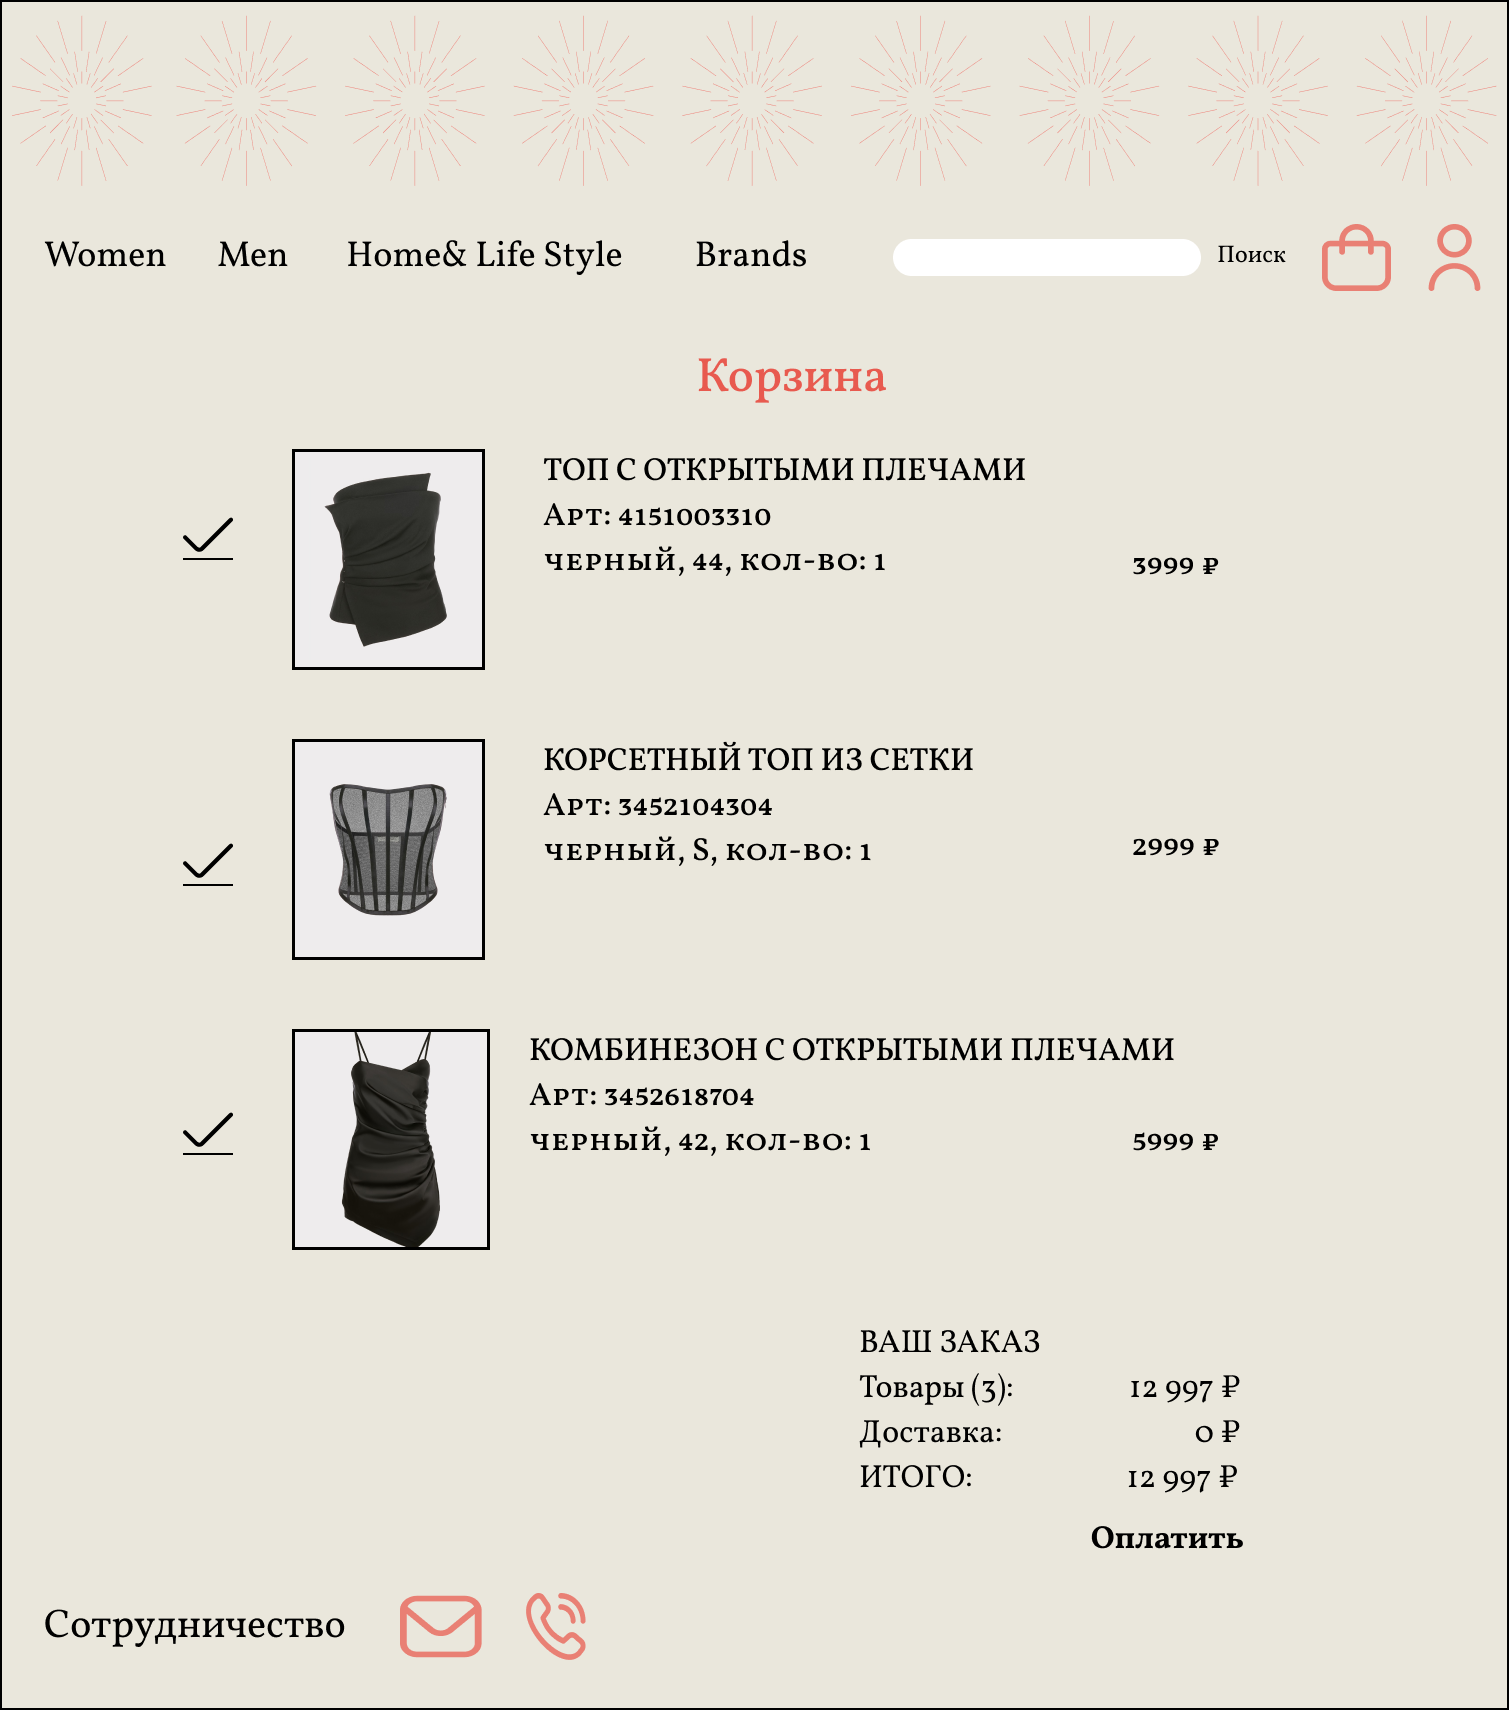 Women Men Home& Life Style Brands Поиск
Корзина
ТОП С ОТКРЫТЫМИ ПЛЕЧАМИ
Арт: 4151003310
черный, 44, кол-во: 1
3999 ₽
КОРСЕТНЫЙ ТОП ИЗ СЕТКИ
Арт: 3452104304
черный, S, кол-во: 1
2999 ₽
КОМБИНЕЗОН С ОТКРЫТЫМИ ПЛЕЧАМИ
Арт: 3452618704
черный, 42, кол-во: 1
5999 ₽
ВАШ ЗАКАЗ
Товары (3): 12 997 ₽
Доставка: 0 ₽
ИТОГО: 12 997 ₽
Оплатить
Сотрудничество